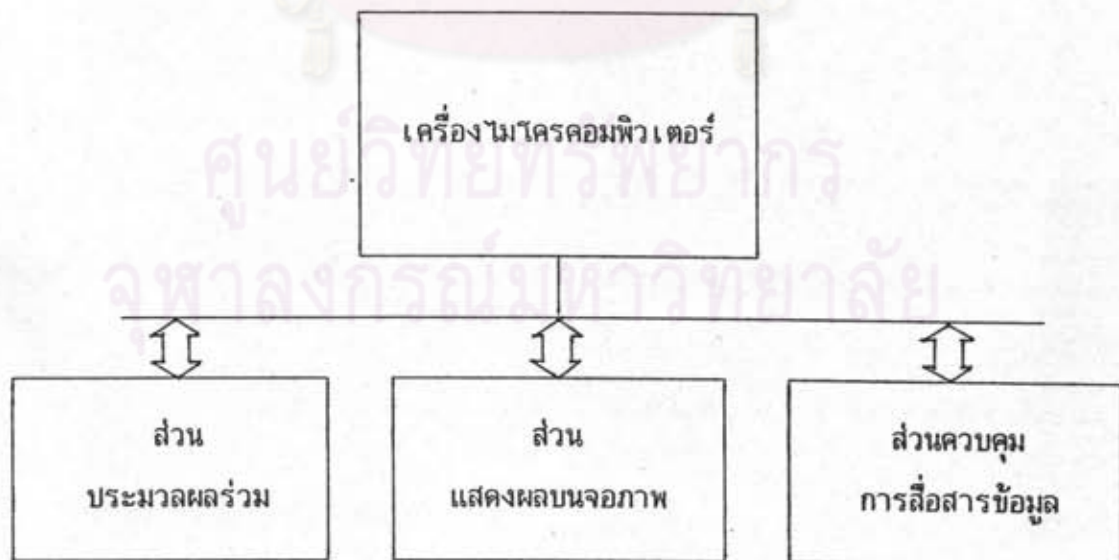 เครื่องไมโครคอมพิวเตอร์
ศูนย์วิทยทรัพยากร
จุฬาลงกรณ์มหาวิทยาลัย
ส่วน
ประมวลผลร่วม
ส่วน
แสดงผลบนจอภาพ
ส่วนควบคุม
การสื่อสารข้อมูล